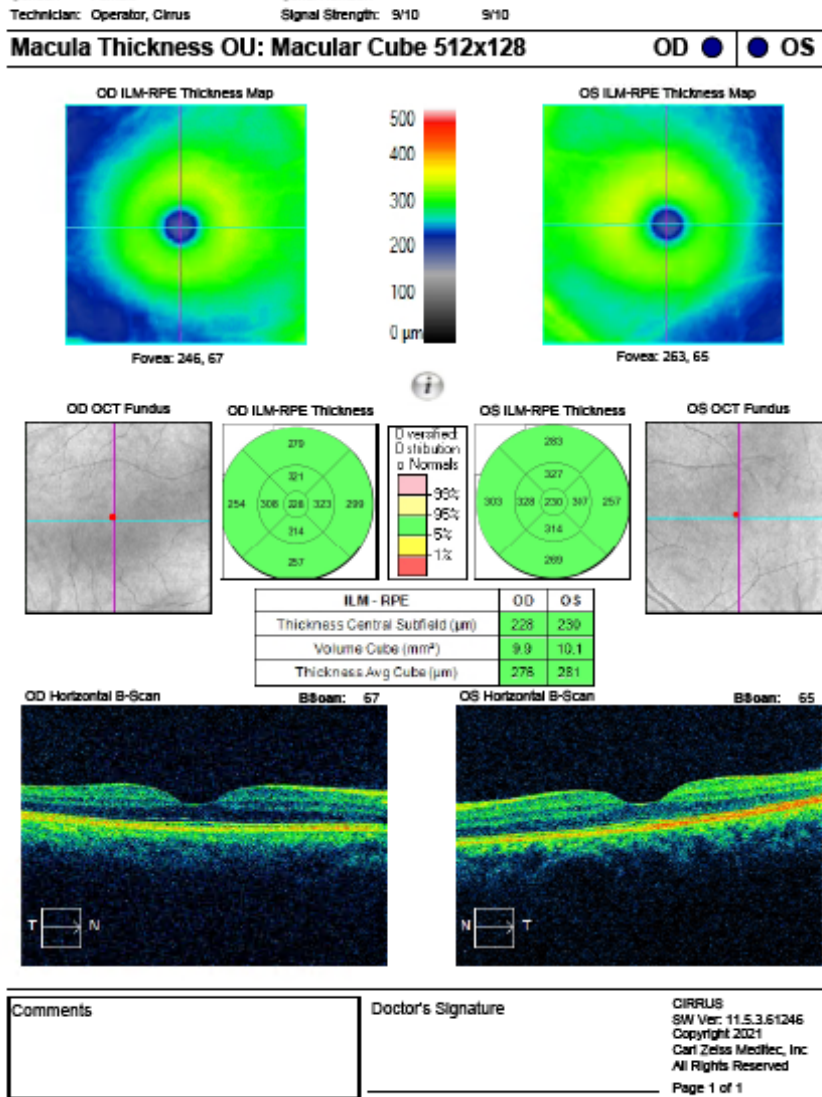 Technician: Operator, Cirrus Signal Strength: 9/10 9/10
Macula Thickness OU: Macular Cube 512x128 OD OS
OD ILM-RPE Thickness Map
OS ILM-RPE Thickness Map
500
400
300
200
100
0 µm
Fovea: 246, 67
Fovea: 263, 65
i
OD OCT Fundus
OD ILM-RPE Thickness
OS ILM-RPE Thickness
OS OCT Fundus
279
321
254 308 228 323 299
314
257
Normals
99%
95%
5%
1%
283
327
303 328 230 307 257
314
269
ILM - RPE OD OS
Thickness Central Subfield (µm) 228 230
Volume Cube (mm³) 9.9 10.1
Thickness Avg Cube (µm) 276 281
OD Horizontal B-Scan BScan: 67
OS Horizontal B-Scan BScan: 65
T N
N T
Comments
Doctor's Signature
CIRRUS
SW Ver: 11.5.3.61246
Copyright 2021
Carl Zeiss Meditec, Inc
All Rights Reserved
Page 1 of 1